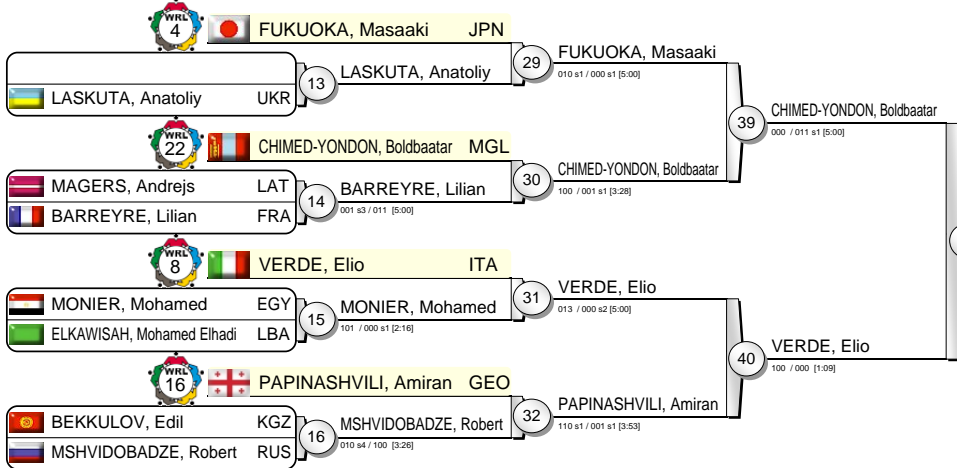 WRL
4
FUKUOKA, Masaaki JPN
LASKUTA, Anatoliy UKR
13
LASKUTA, Anatoliy
29
FUKUOKA, Masaaki
010 s1 / 000 s1 [5:00]
WRL
22
CHIMED-YONDON, Boldbaatar MGL
MAGERS, Andrejs LAT
BARREYRE, Lilian FRA
14
BARREYRE, Lilian
001 s3 / 011 [5:00]
30
CHIMED-YONDON, Boldbaatar
100 / 001 s1 [3:28]
39
CHIMED-YONDON, Boldbaatar
000 / 011 s1 [5:00]
WRL
8
VERDE, Elio ITA
MONIER, Mohamed EGY
ELKAWISAH, Mohamed Elhadi LBA
15
MONIER, Mohamed
101 / 000 s1 [2:16]
31
VERDE, Elio
013 / 000 s2 [5:00]
WRL
16
PAPINASHVILI, Amiran GEO
BEKKULOV, Edil KGZ
MSHVIDOBADZE, Robert RUS
16
MSHVIDOBADZE, Robert
010 s4 / 100 [3:26]
32
PAPINASHVILI, Amiran
110 s1 / 001 s1 [3:53]
40
VERDE, Elio
100 / 000 [1:09]